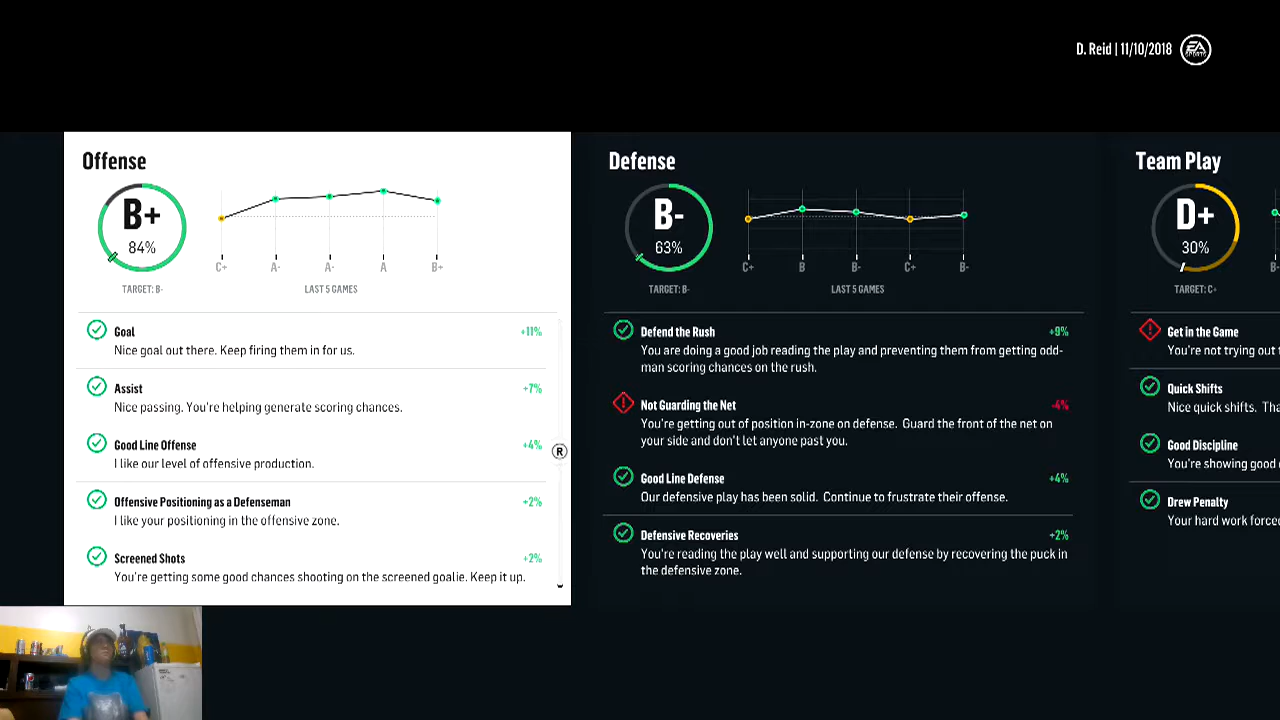 D. Reid | 11/10/2018
EA
SPORTS
Offense
B+
84%
TARGET: B-
C+ A- A- A B+
LAST 5 GAMES
Goal +11%
Nice goal out there. Keep firing them in for us.
Assist +7%
Nice passing. You're helping generate scoring chances.
Good Line Offense +4%
I like our level of offensive production.
R
Offensive Positioning as a Defenseman +2%
I like your positioning in the offensive zone.
Screened Shots +2%
You're getting some good chances shooting on the screened goalie. Keep it up.
Defense
B-
63%
TARGET: B-
C+ B B- C+ B-
LAST 5 GAMES
Defend the Rush +9%
You are doing a good job reading the play and preventing them from getting odd-
man scoring chances on the rush.
Not Guarding the Net -4%
You're getting out of position in-zone on defense. Guard the front of the net on
your side and don't let anyone past you.
Good Line Defense +4%
Our defensive play has been solid. Continue to frustrate their offense.
Defensive Recoveries +2%
You're reading the play well and supporting our defense by recovering the puck in
the defensive zone.
Team Play
D+
30%
TARGET: C+
B-
Get in the Game
You're not trying out
Quick Shifts
Nice quick shifts. Tha
Good Discipline
You're showing good
Drew Penalty
Your hard work force